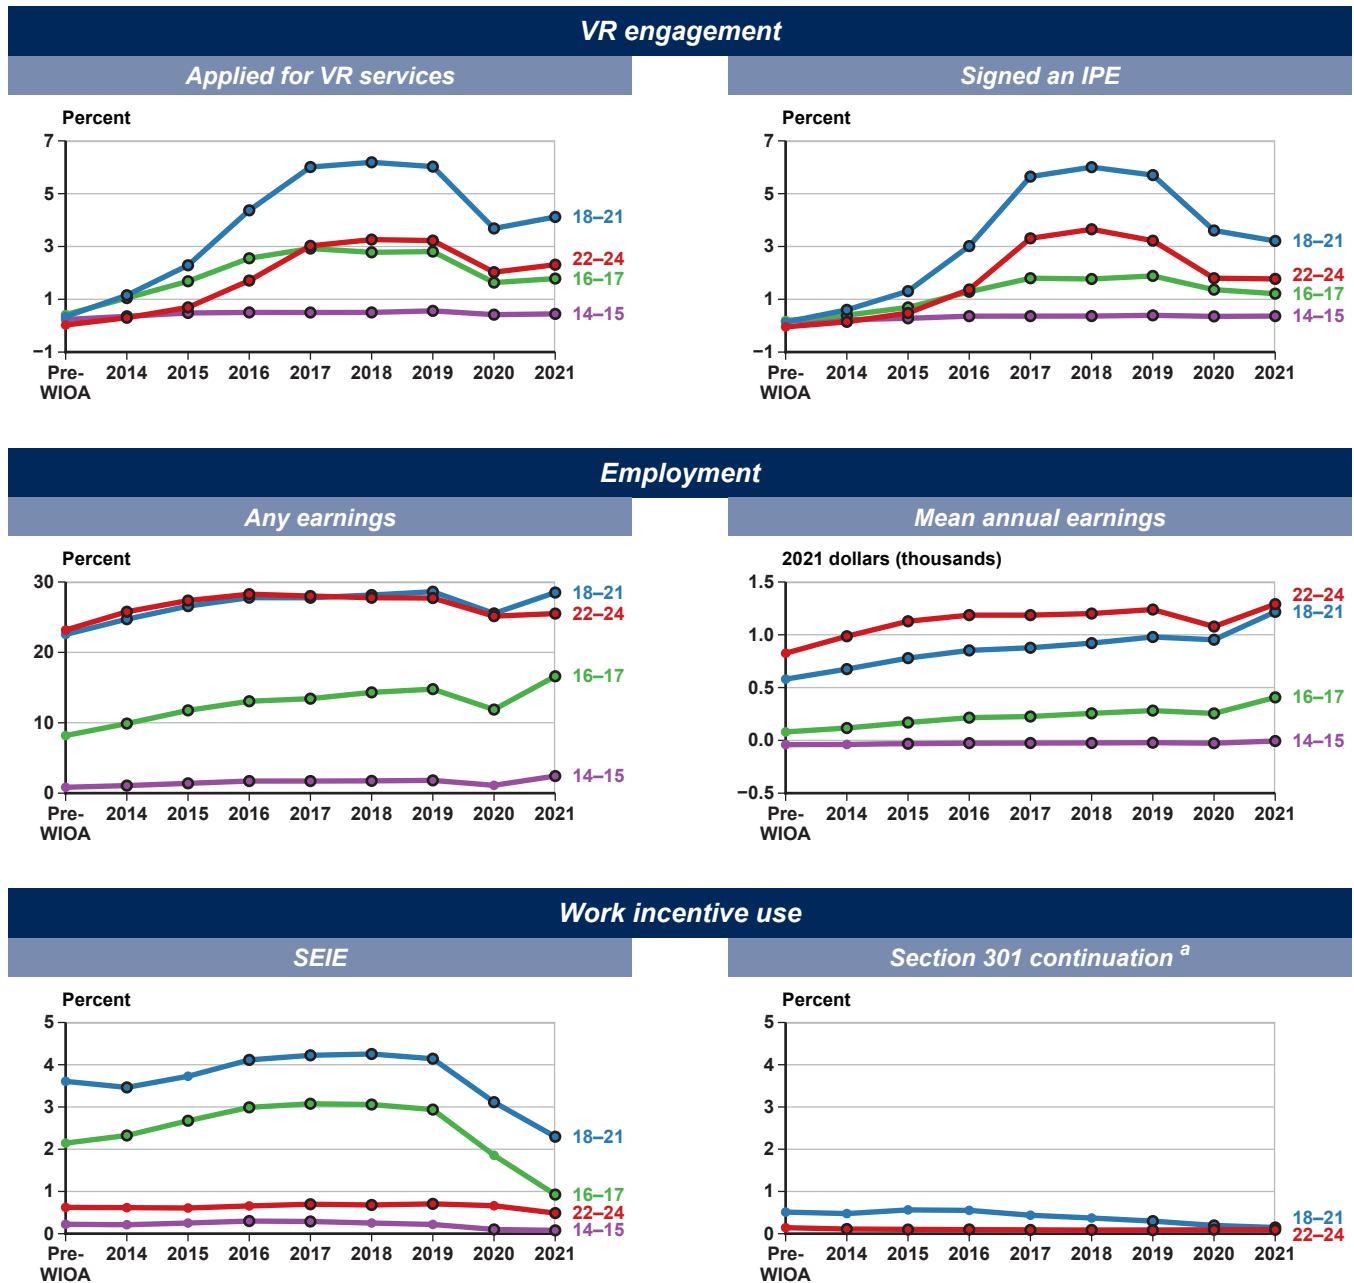 VR engagement
Applied for VR services
Percent
7
5
3
1
−1
18–21
22–24
16–17
14–15
Pre-WIOA 2014 2015 2016 2017 2018 2019 2020 2021
Signed an IPE
Percent
7
5
3
1
−1
18–21
22–24
16–17
14–15
Pre-WIOA 2014 2015 2016 2017 2018 2019 2020 2021
Employment
Any earnings
Percent
30
20
10
0
18–21
22–24
16–17
14–15
Pre-WIOA 2014 2015 2016 2017 2018 2019 2020 2021
Mean annual earnings
2021 dollars (thousands)
1.5
1.0
0.5
0.0
−0.5
22–24
18–21
16–17
14–15
Pre-WIOA 2014 2015 2016 2017 2018 2019 2020 2021
Work incentive use
SEIE
Percent
5
4
3
2
1
0
18–21
16–17
22–24
14–15
Pre-WIOA 2014 2015 2016 2017 2018 2019 2020 2021
Section 301 continuation a
Percent
5
4
3
2
1
0
18–21
22–24
Pre-WIOA 2014 2015 2016 2017 2018 2019 2020 2021